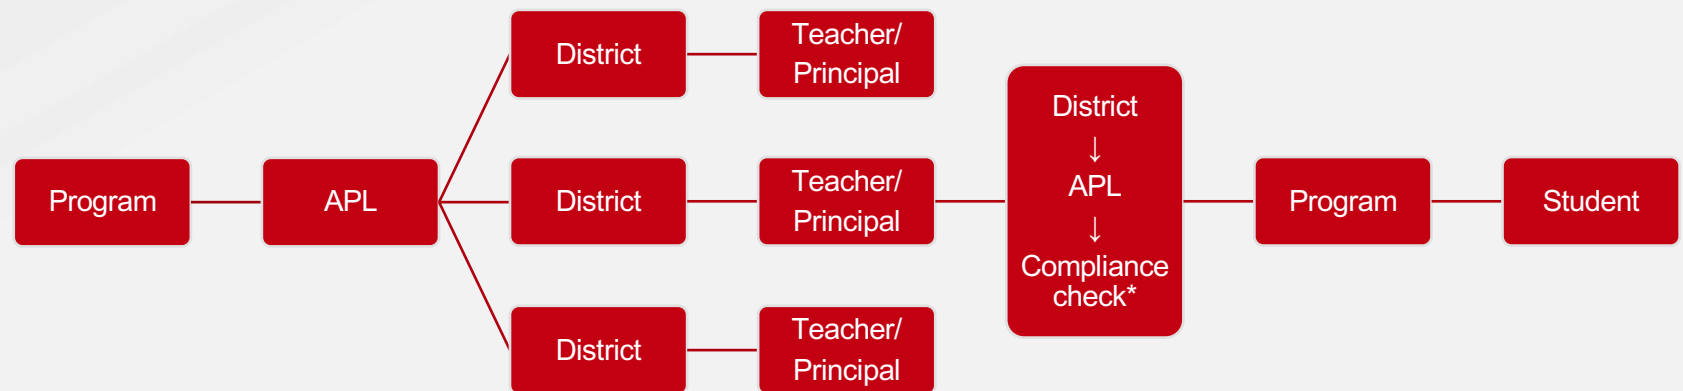 Program
APL
District
Teacher/
Principal
District
Teacher/
Principal
District
Teacher/
Principal
District
↓
APL
↓
Compliance
check*
Program
Student